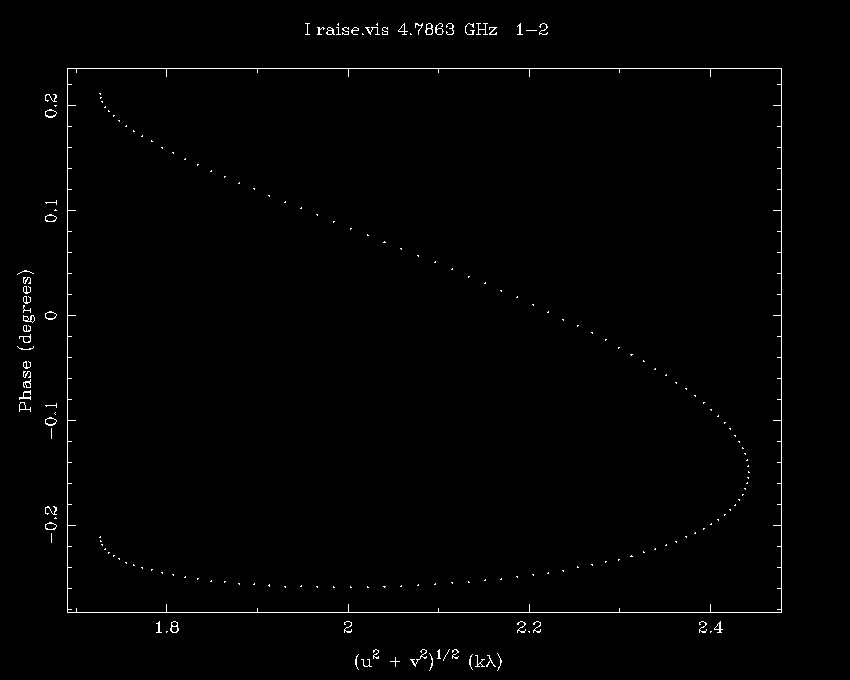 I raise.vis 4.7863 GHz 1−2
0.2
0.1
0
−0.1
−0.2
Phase (degrees)
1.8 2 2.2 2.4
(u² + v²)^1/2 (kλ)